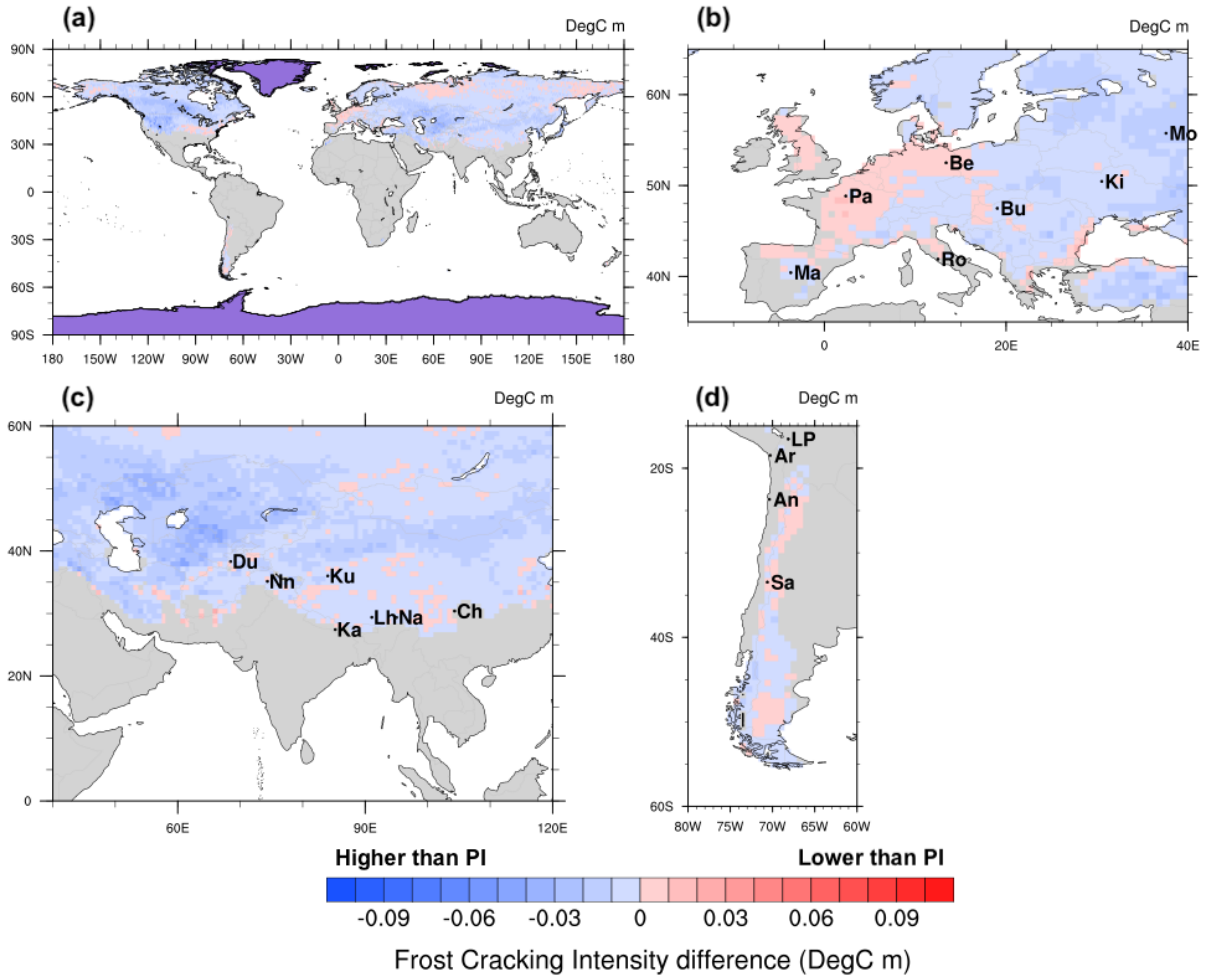 (a)
DegC m
90N
60N
30N
0
30S
60S
90S
180 150W 120W 90W 60W 30W 0 30E 60E 90E 120E 150E 180
(b)
DegC m
60N
50N
40N
Mo
Be
Ki
Pa
Bu
Ro
Ma
0 20E 40E
(c)
DegC m
60N
40N
20N
0
Du
Nn
Ku
LhNa
Ch
Ka
60E 90E 120E
(d)
DegC m
LP
Ar
20S
An
Sa
40S
60S
80W 75W 70W 65W 60W
Higher than PI Lower than PI
-0.09 -0.06 -0.03 0 0.03 0.06 0.09
Frost Cracking Intensity difference (DegC m)